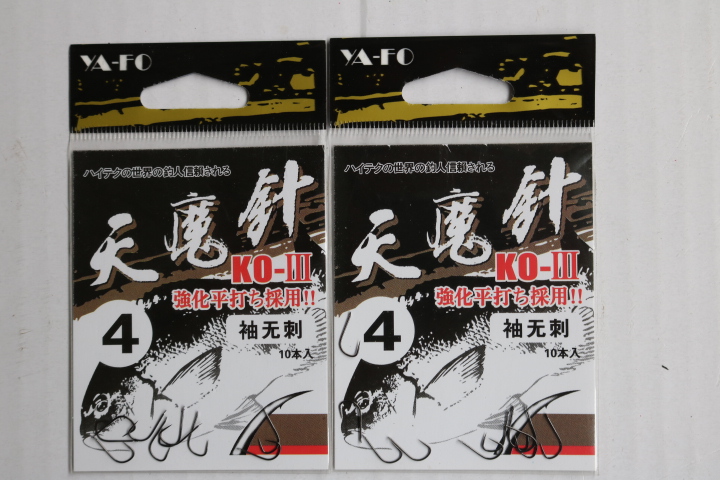 YA-FO
ハイテクの世界の釣人信頼される
天魔針
KO-III
強化平打ち採用!!
4
袖无刺
10本入
YA-FO
ハイテクの世界の釣人信頼される
天魔針
KO-III
強化平打ち採用!!
4
袖无刺
10本入